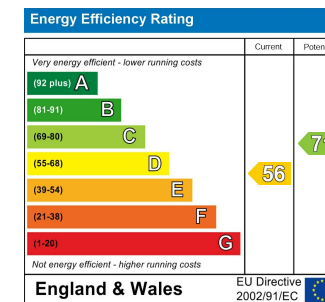 Energy Efficiency Rating
Current
Very energy efficient - lower running costs
(92 plus) A
(81-91) B
(69-80) C
(55-68) D
56
(39-54) E
(21-38) F
(1-20) G
Not energy efficient - higher running costs
England & Wales
EU Directive
2002/91/EC